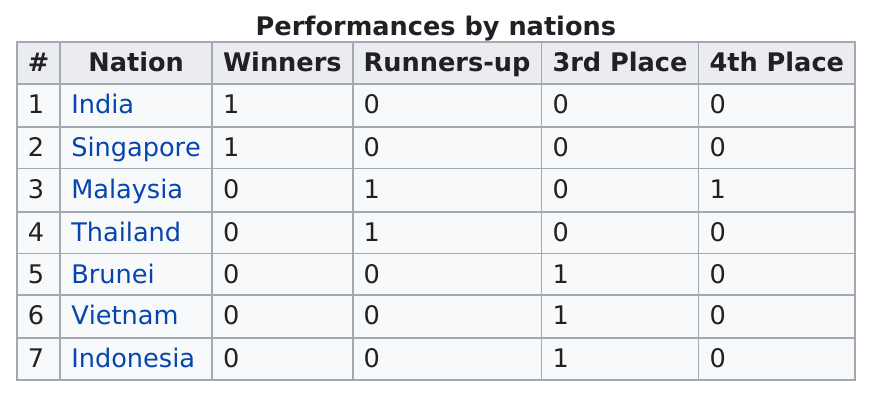 Performances by nations
# Nation Winners Runners-up 3rd Place 4th Place
1 India 1 0 0 0
2 Singapore 1 0 0 0
3 Malaysia 0 1 0 1
4 Thailand 0 1 0 0
5 Brunei 0 0 1 0
6 Vietnam 0 0 1 0
7 Indonesia 0 0 1 0